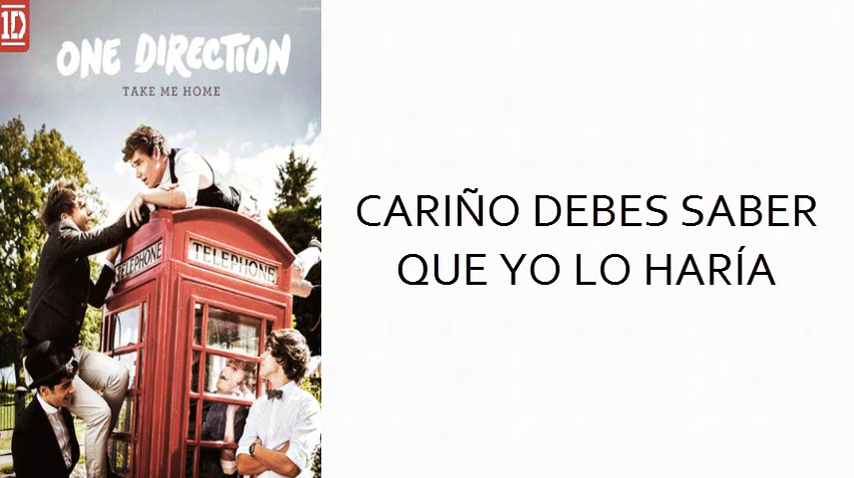 1D
ONE DIRECTION
TAKE ME HOME
TELEPHONE
TELEPHONE
CARIÑO DEBES SABER
QUE YO LO HARÍA